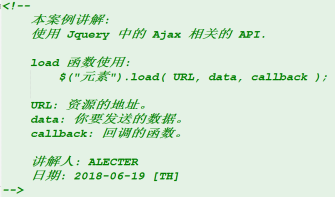 <!--
本案例讲解:
使用 Jquery 中的 Ajax 相关的 API.
load 函数使用:
$("元素").load( URL, data, callback );
URL: 资源的地址。
data: 你要发送的数据。
callback: 回调的函数。
讲解人: ALECTER
日期: 2018-06-19 [TH]
-->